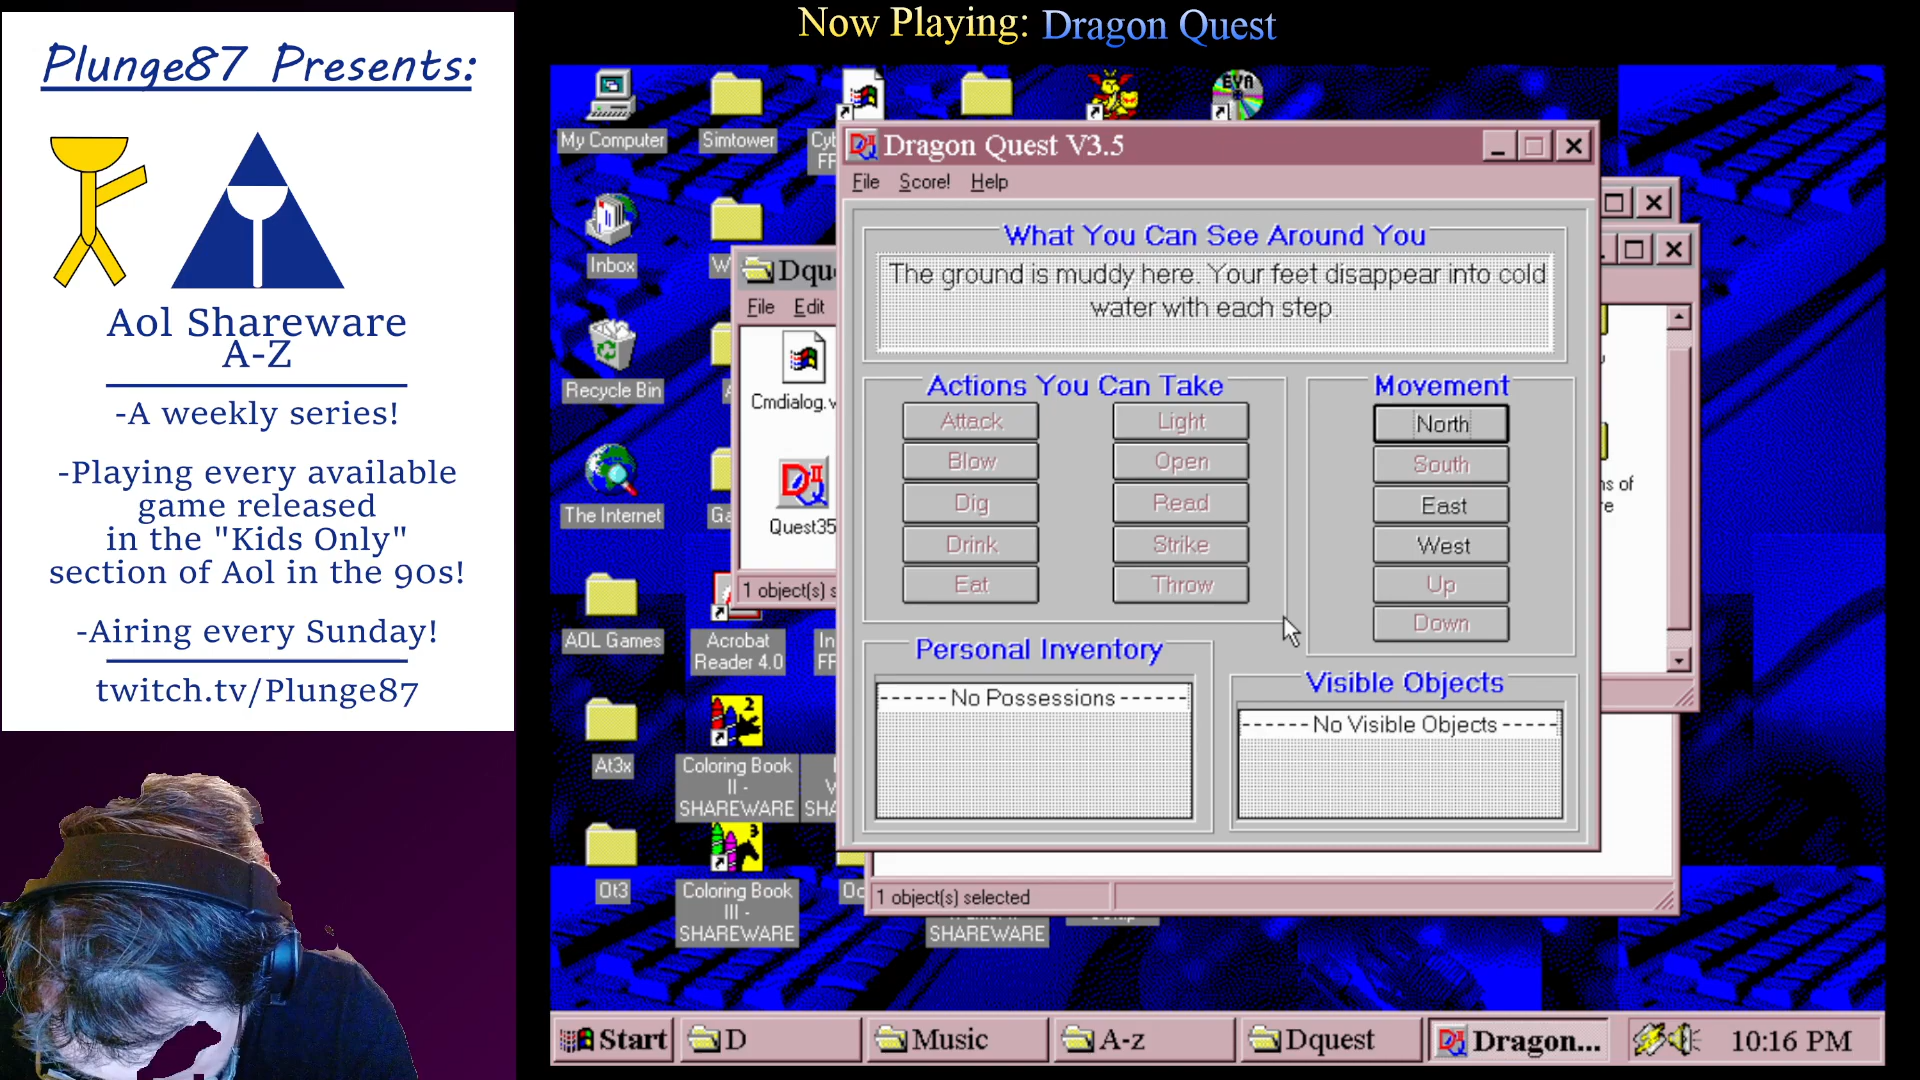 Plunge87 Presents:
Aol Shareware
A-Z
-A weekly series!
-Playing every available
game released
in the "Kids Only"
section of Aol in the 90s!
-Airing every Sunday!
twitch.tv/Plunge87
Now Playing: Dragon Quest
My Computer
Simtower
Inbox
Recycle Bin
The Internet
AOL Games
Acrobat
Reader 4.0
At3x
Coloring Book
II -
SHAREWARE
Ot3
Coloring Book
III -
SHAREWARE
SHAREWARE
EVA
Dque
File Edit
Cmdialog.v
Quest35
1 object(s) s
Dragon Quest V3.5
File Score! Help
What You Can See Around You
The ground is muddy here. Your feet disappear into cold
water with each step.
Actions You Can Take
Attack Light
Blow Open
Dig Read
Drink Strike
Eat Throw
Movement
North
South
East
West
Up
Down
Personal Inventory
------ No Possessions ------
Visible Objects
------ No Visible Objects -----
1 object(s) selected
Start D Music A-z Dquest Dragon... 10:16 PM